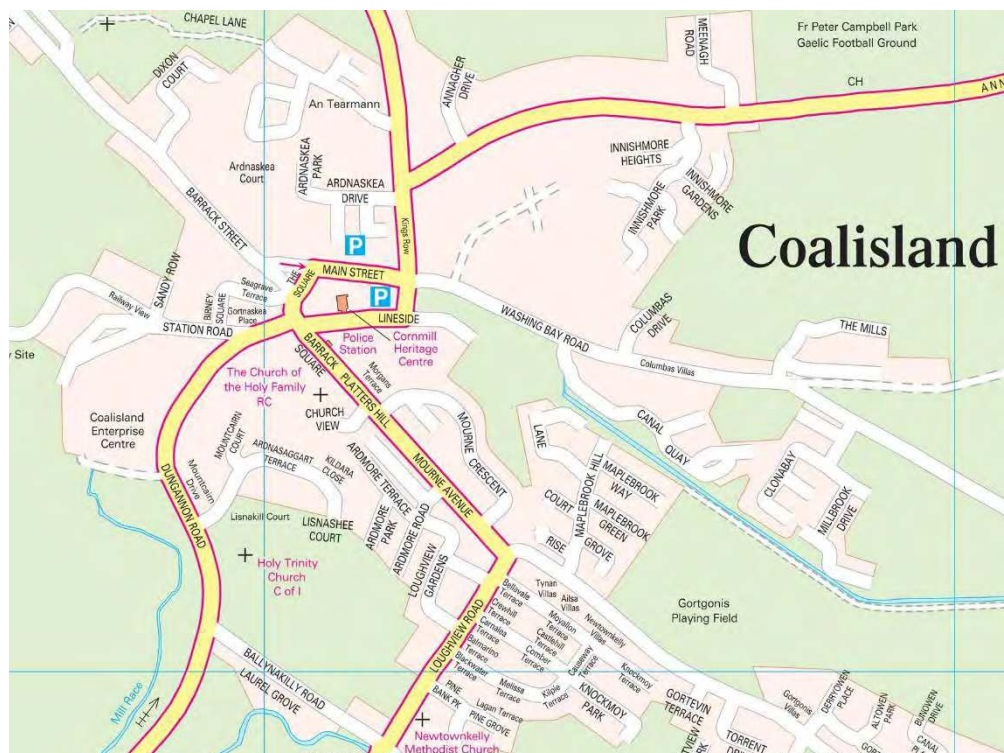 CHAPEL LANE
DIXON
COURT
An Tearmann
ANNAGHER
DRIVE
MEENAGH
ROAD
Fr Peter Campbell Park
Gaelic Football Ground
CH
ANN
Ardnaskea
Court
ARDNASKEA
PARK
ARDNASKEA
DRIVE
INNISHMORE
HEIGHTS
INNISHMORE
PARK
INNISHMORE
GARDENS
BARRACK STREET
Kings Row
P
Coalisland
SANDY ROW
Railway View
BIRNEY
SQUARE
Seagrave
Terrace
Gortnaskea
Place
THE
SQUARE
MAIN STREET
P
STATION ROAD
LINESIDE
WASHING BAY ROAD
COLUMBAS
DRIVE
THE MILLS
Columbas Villas
y Site
Police
Station
Cornmill
Heritage
Centre
BARRACK
SQUARE
PLATTERS HILL
Morgans
Terrace
The Church of
the Holy Family
RC
CHURCH
VIEW
Coalisland
Enterprise
Centre
MOUNTCAIRN
COURT
Mountcairn
Drive
ARDNASAGGART
TERRACE
KILDARA
CLOSE
ARDMORE TERRACE
MOURNE AVENUE
MOURNE
CRESCENT
LANE
CANAL
QUAY
CLONABAY
MILLBROOK
DRIVE
COURT
MAPLEBROOK HILL
MAPLEBROOK
WAY
MAPLEBROOK
GREEN
GROVE
RISE
DUNGANNON ROAD
Lisnakill Court
LISNASHEE
COURT
ARDMORE
PARK
ARDMORE ROAD
LOUGHVIEW
GARDENS
Holy Trinity
Church
C of I
LOUGHVIEW ROAD
Bellavale
Terrace
Crewhill
Terrace
Carnalea
Terrace
Balmarino
Terrace
Blackwater
Terrace
Tynan
Villas
Ailsa
Villas
Moyallon
Terrace
Castlehill
Terrace
Comber
Terrace
Newtownkelly
Villas
Causeway
Terrace
Knockmoy
Terrace
Gortgonis
Playing Field
BALLYNAKILLY ROAD
LAUREL GROVE
Mill Race
H
PINE
BANK PK
PINE GROVE
Melissa
Terrace
Lagan Terrace
Kilpie
Terrace
KNOCKMOY
PARK
GORTEVIN
TERRACE
Gortgonis
Villas
DERRYOWEN
PLACE
ALTOWEN
PARK
BUNOWEN
DRIVE
Newtownkelly
Methodist Church
TORRENT